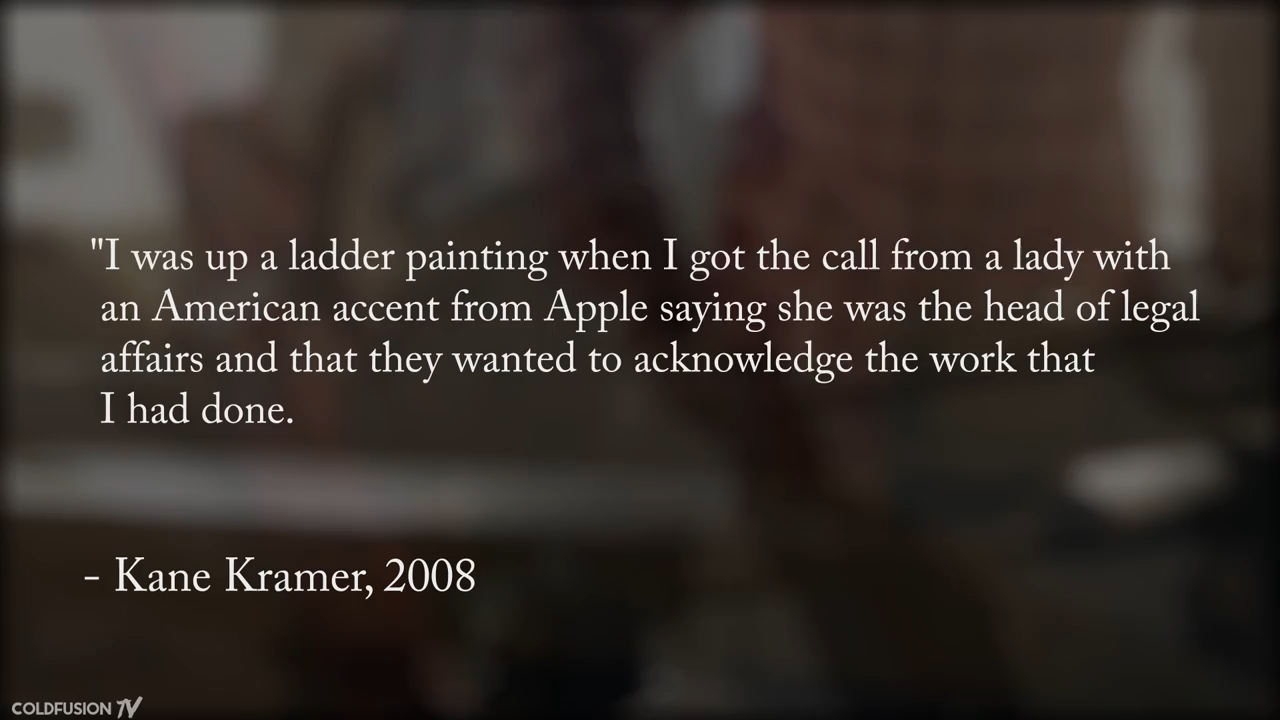 "I was up a ladder painting when I got the call from a lady with
an American accent from Apple saying she was the head of legal
affairs and that they wanted to acknowledge the work that
I had done.
- Kane Kramer, 2008
COLDFUSION TV